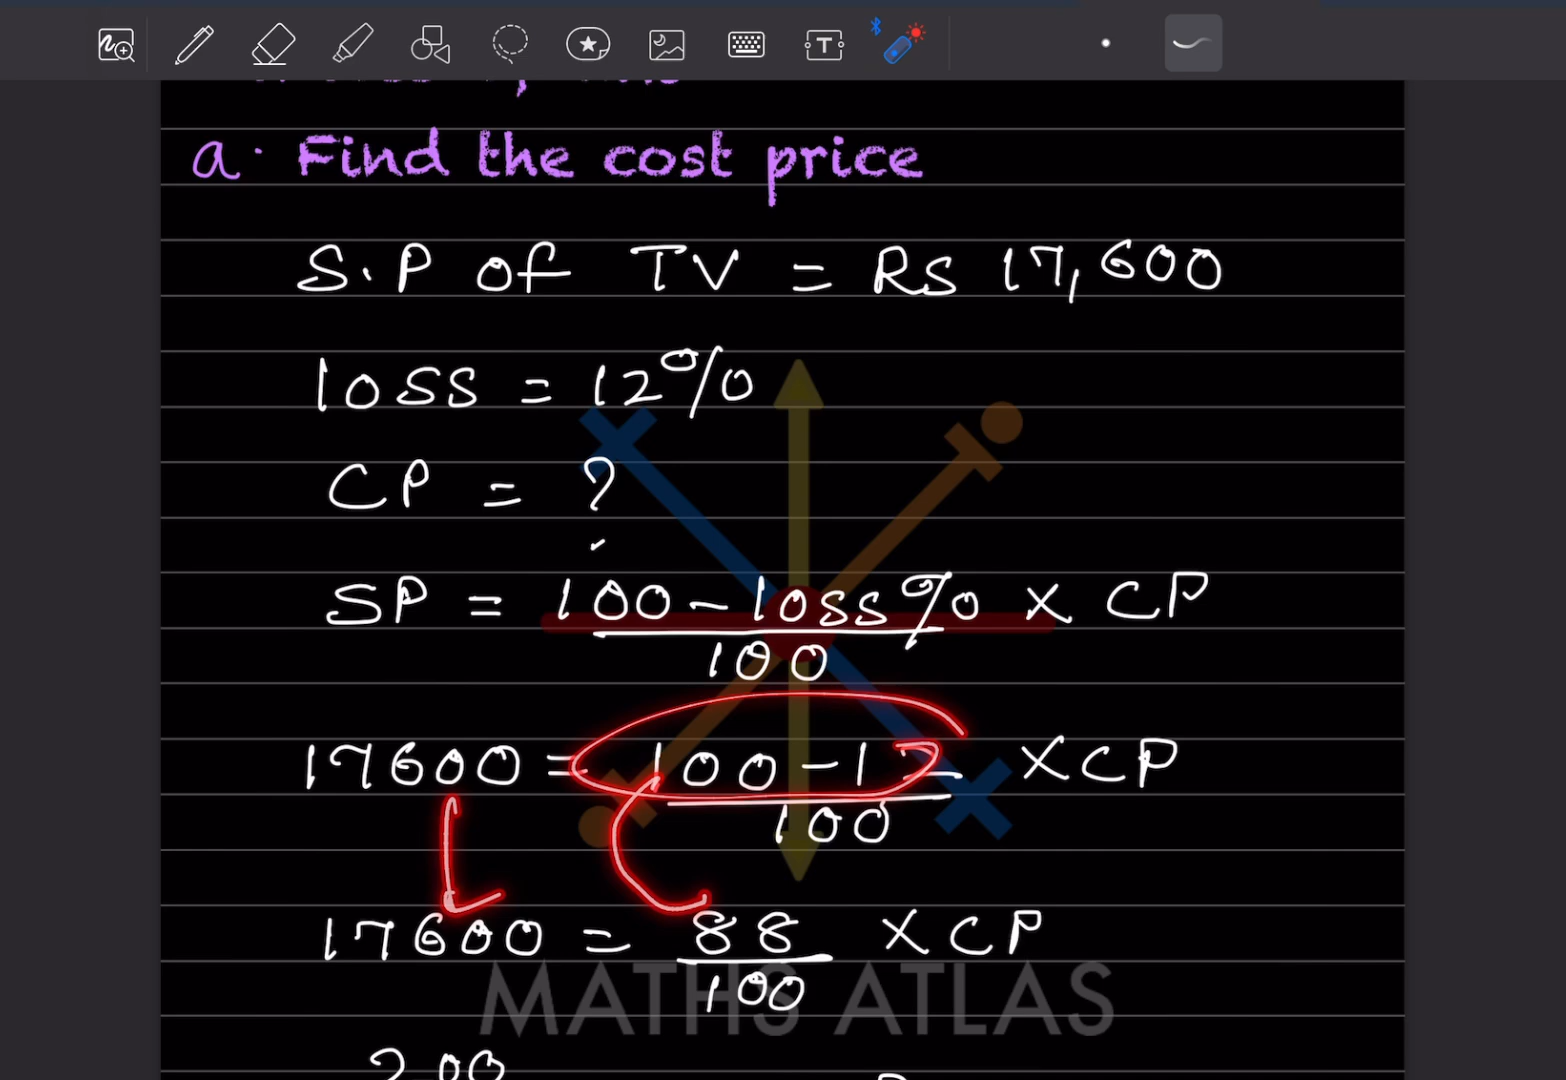 a. Find the cost price
S.P of TV = RS 17,600
loss = 12%
CP = ?
SP = 100 - loss% X CP
100
17600 = 100 - 12 X CP
100
17600 = 88 X CP
100
MATHS ATLAS
200